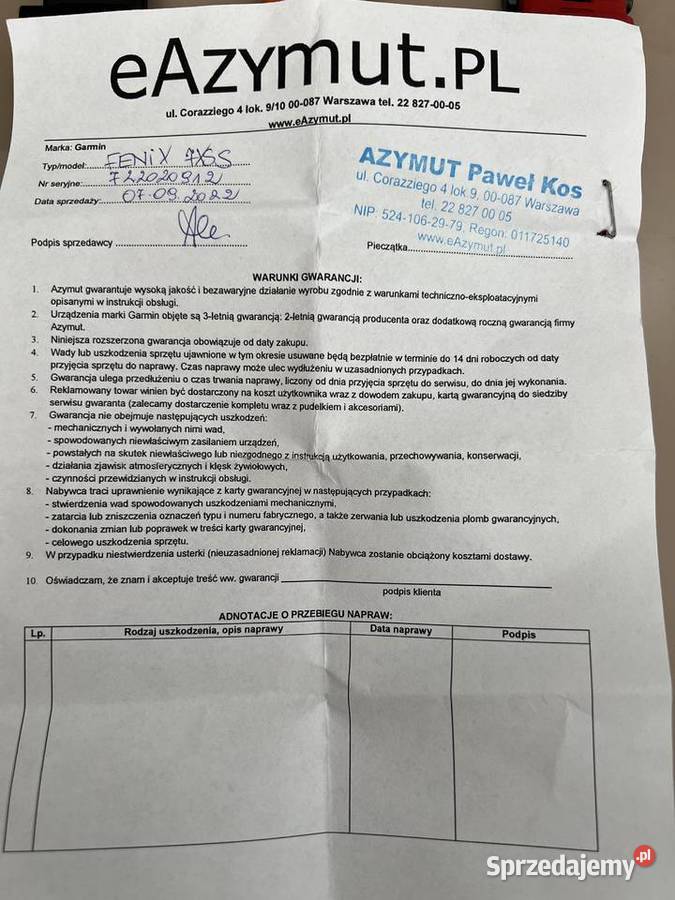 eAzymut.PL
ul. Corazziego 4 lok. 9/10 00-087 Warszawa tel. 22 827-00-05
www.eAzymut.pl
Marka: Garmin
Typ/model: FENIX 7XSS
Nr seryjne: 722020912
Data sprzedaży: 07.09.2022
Podpis sprzedawcy
AZYMUT Paweł Kos
ul. Corazziego 4 lok 9, 00-087 Warszawa
tel. 22 827 00 05
NIP: 524-106-29-79, Regon: 011725140
www.eAzymut.pl
Pieczątka
WARUNKI GWARANCJI:
1. Azymut gwarantuje wysoką jakość i bezawaryjne działanie wyrobu zgodnie z warunkami techniczno-eksploatacyjnymi
opisanymi w instrukcji obsługi.
2. Urządzenia marki Garmin objęte są 3-letnią gwarancją: 2-letnią gwarancją producenta oraz dodatkową roczną gwarancją firmy
Azymut.
3. Niniejsza rozszerzona gwarancja obowiązuje od daty zakupu.
4. Wady lub uszkodzenia sprzętu ujawnione w tym okresie usuwane będą bezpłatnie w terminie do 14 dni roboczych od daty
przyjęcia sprzętu do naprawy. Czas naprawy może ulec wydłużeniu w uzasadnionych przypadkach.
5. Gwarancja ulega przedłużeniu o czas trwania naprawy, liczony od dnia przyjęcia sprzętu do serwisu, do dnia jej wykonania.
6. Reklamowany towar winien być dostarczony na koszt użytkownika wraz z dowodem zakupu, kartą gwarancyjną do siedziby
serwisu gwaranta (zalecamy dostarczenie kompletu wraz z pudełkiem i akcesoriami).
7. Gwarancja nie obejmuje następujących uszkodzeń:
- mechanicznych i wywołanych nimi wad,
- spowodowanych niewłaściwym zasilaniem urządzeń,
- powstałych na skutek niewłaściwego lub niezgodnego z instrukcją użytkowania, przechowywania, konserwacji,
- działania zjawisk atmosferycznych i klęsk żywiołowych,
- czynności przewidzianych w instrukcji obsługi.
8. Nabywca traci uprawnienie wynikające z karty gwarancyjnej w następujących przypadkach:
- stwierdzenia wad spowodowanych uszkodzeniami mechanicznymi,
- zatarcia lub zniszczenia oznaczeń typu i numeru fabrycznego, a także zerwania lub uszkodzenia plomb gwarancyjnych,
- dokonania zmian lub poprawek w treści karty gwarancyjnej,
- celowego uszkodzenia sprzętu.
9. W przypadku niestwierdzenia usterki (nieuzasadnionej reklamacji) Nabywca zostanie obciążony kosztami dostawy.
10. Oświadczam, że znam i akceptuje treść ww. gwarancji
podpis klienta
ADNOTACJE O PRZEBIEGU NAPRAW:
Lp. Rodzaj uszkodzenia, opis naprawy Data naprawy Podpis
Sprzedajemy.pl